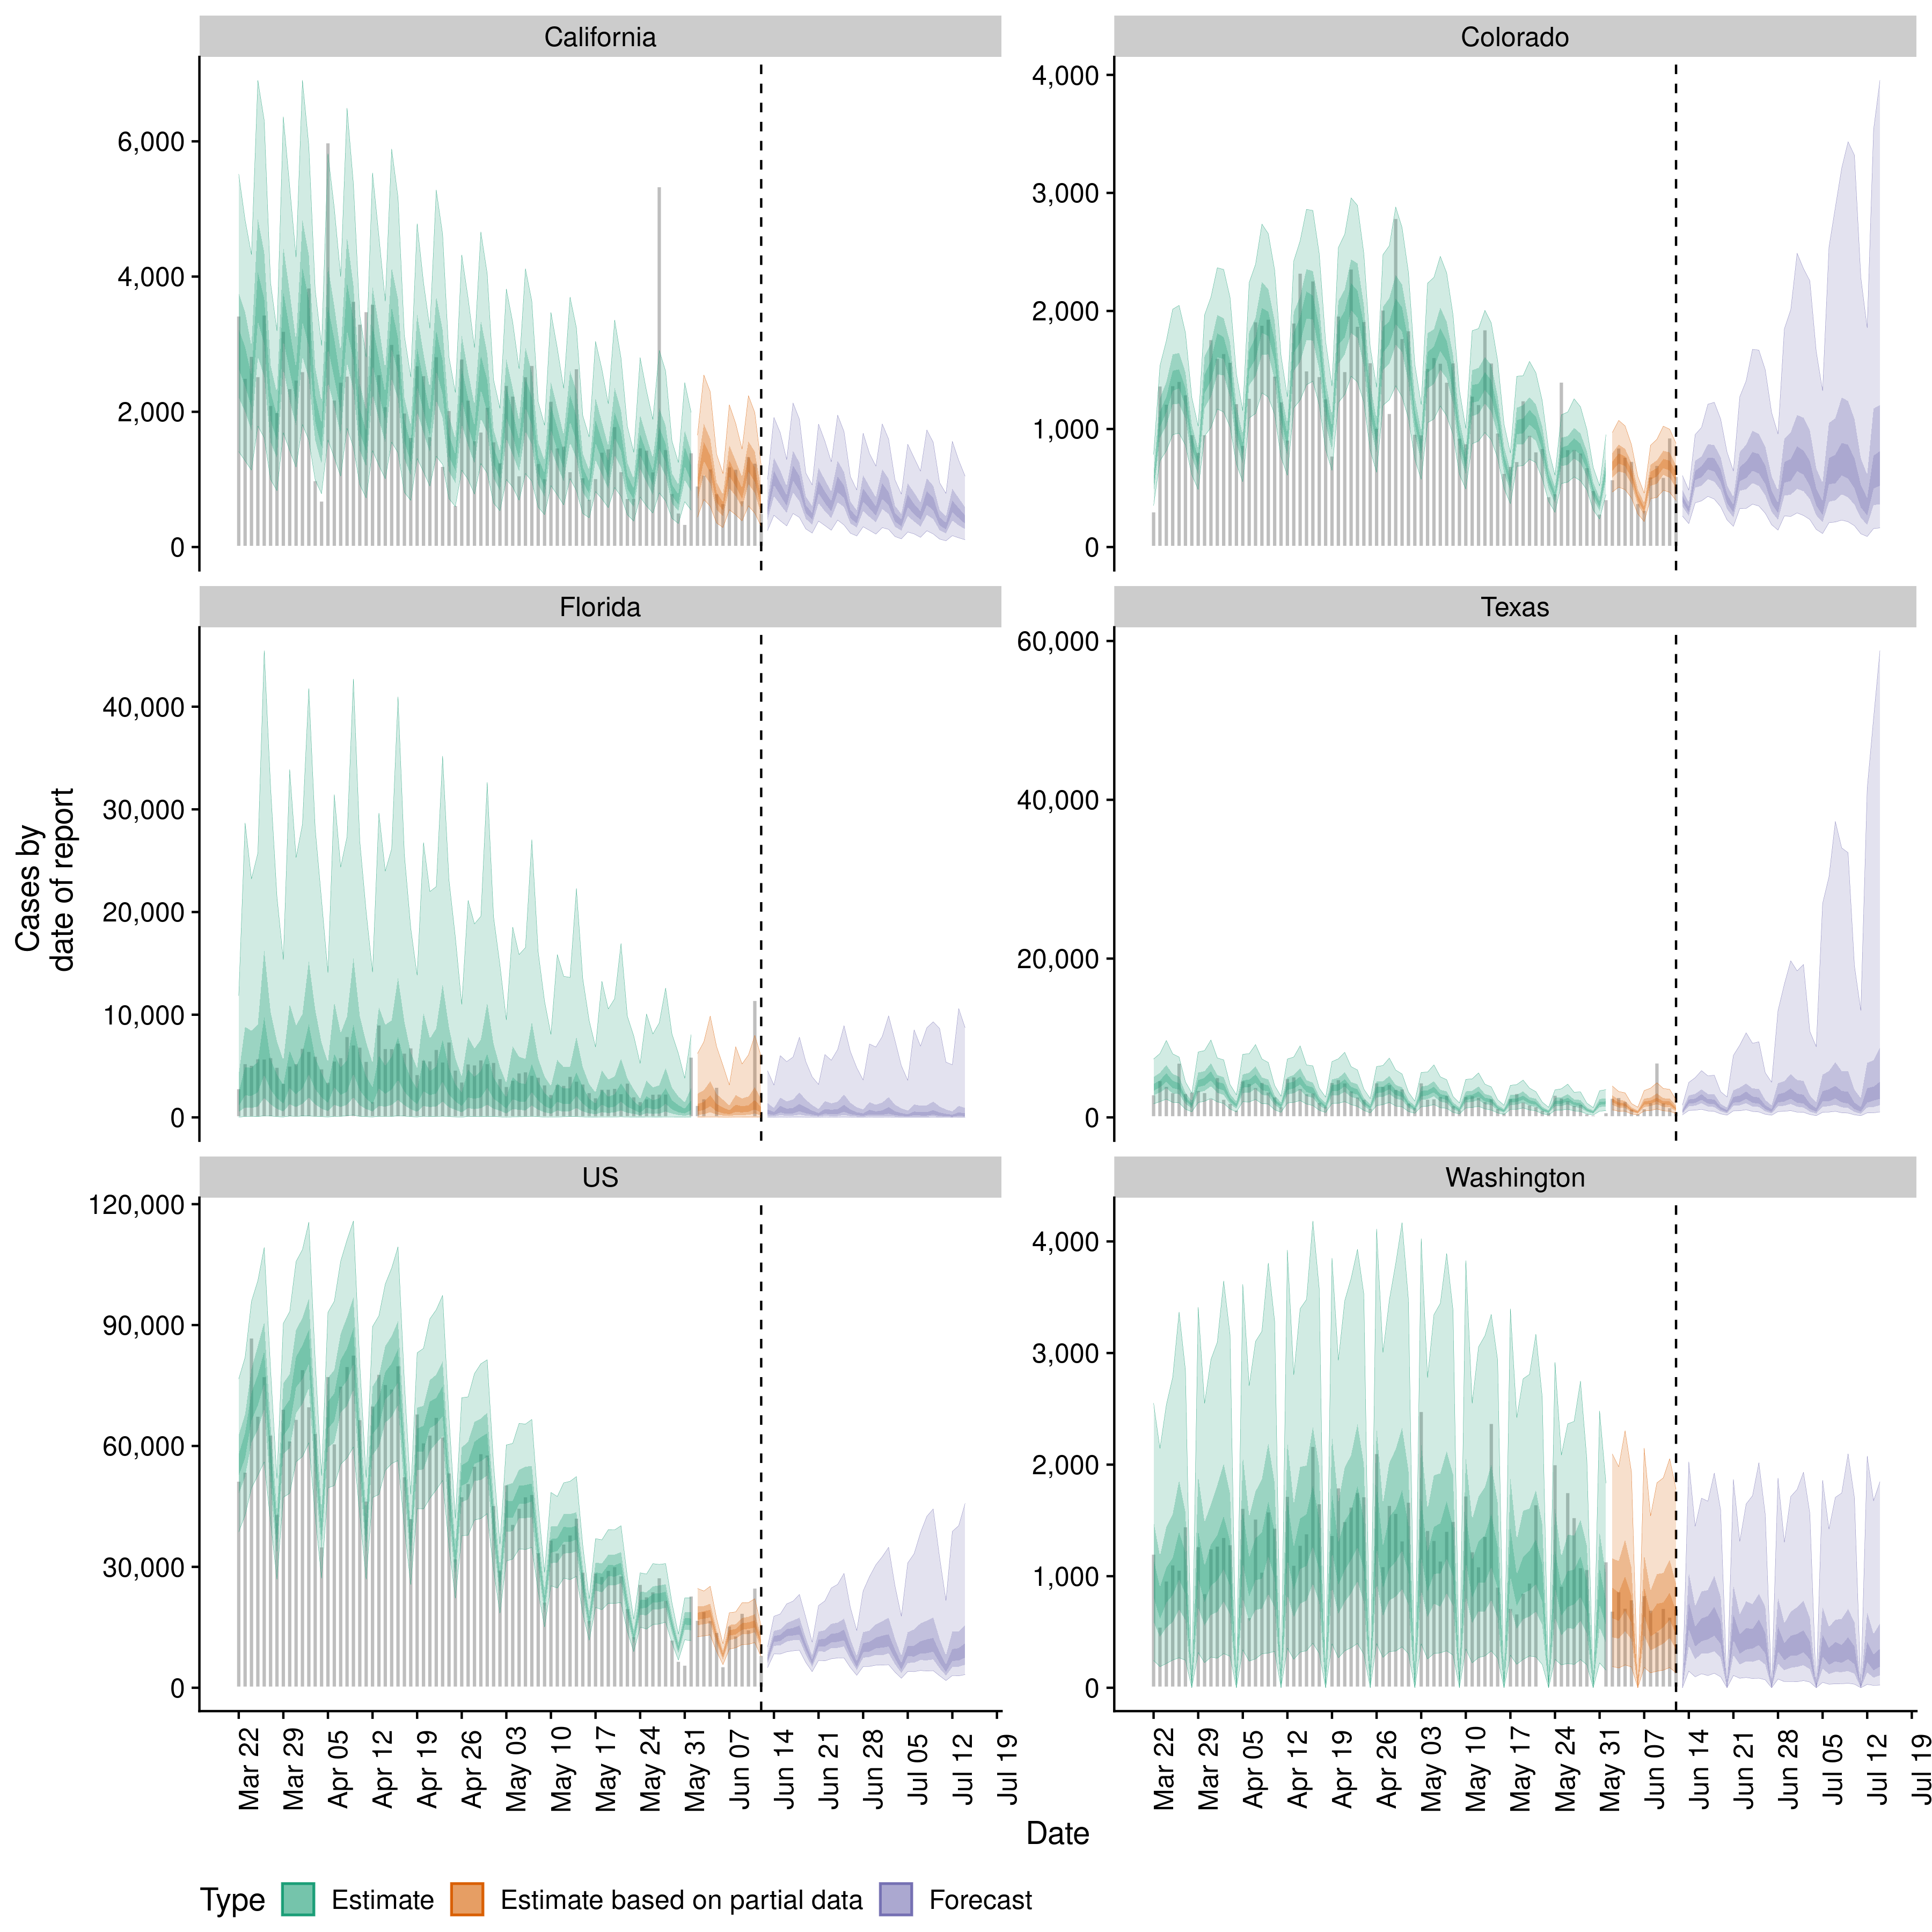 California
Colorado
6,000
4,000
2,000
0
4,000
3,000
2,000
1,000
0
Florida
Texas
40,000
30,000
20,000
10,000
0
60,000
40,000
20,000
0
Cases by
date of report
US
Washington
120,000
90,000
60,000
30,000
0
4,000
3,000
2,000
1,000
0
Mar 22
Mar 29
Apr 05
Apr 12
Apr 19
Apr 26
May 03
May 10
May 17
May 24
May 31
Jun 07
Jun 14
Jun 21
Jun 28
Jul 05
Jul 12
Jul 19
Mar 22
Mar 29
Apr 05
Apr 12
Apr 19
Apr 26
May 03
May 10
May 17
May 24
May 31
Jun 07
Jun 14
Jun 21
Jun 28
Jul 05
Jul 12
Jul 19
Date
Type Estimate Estimate based on partial data Forecast